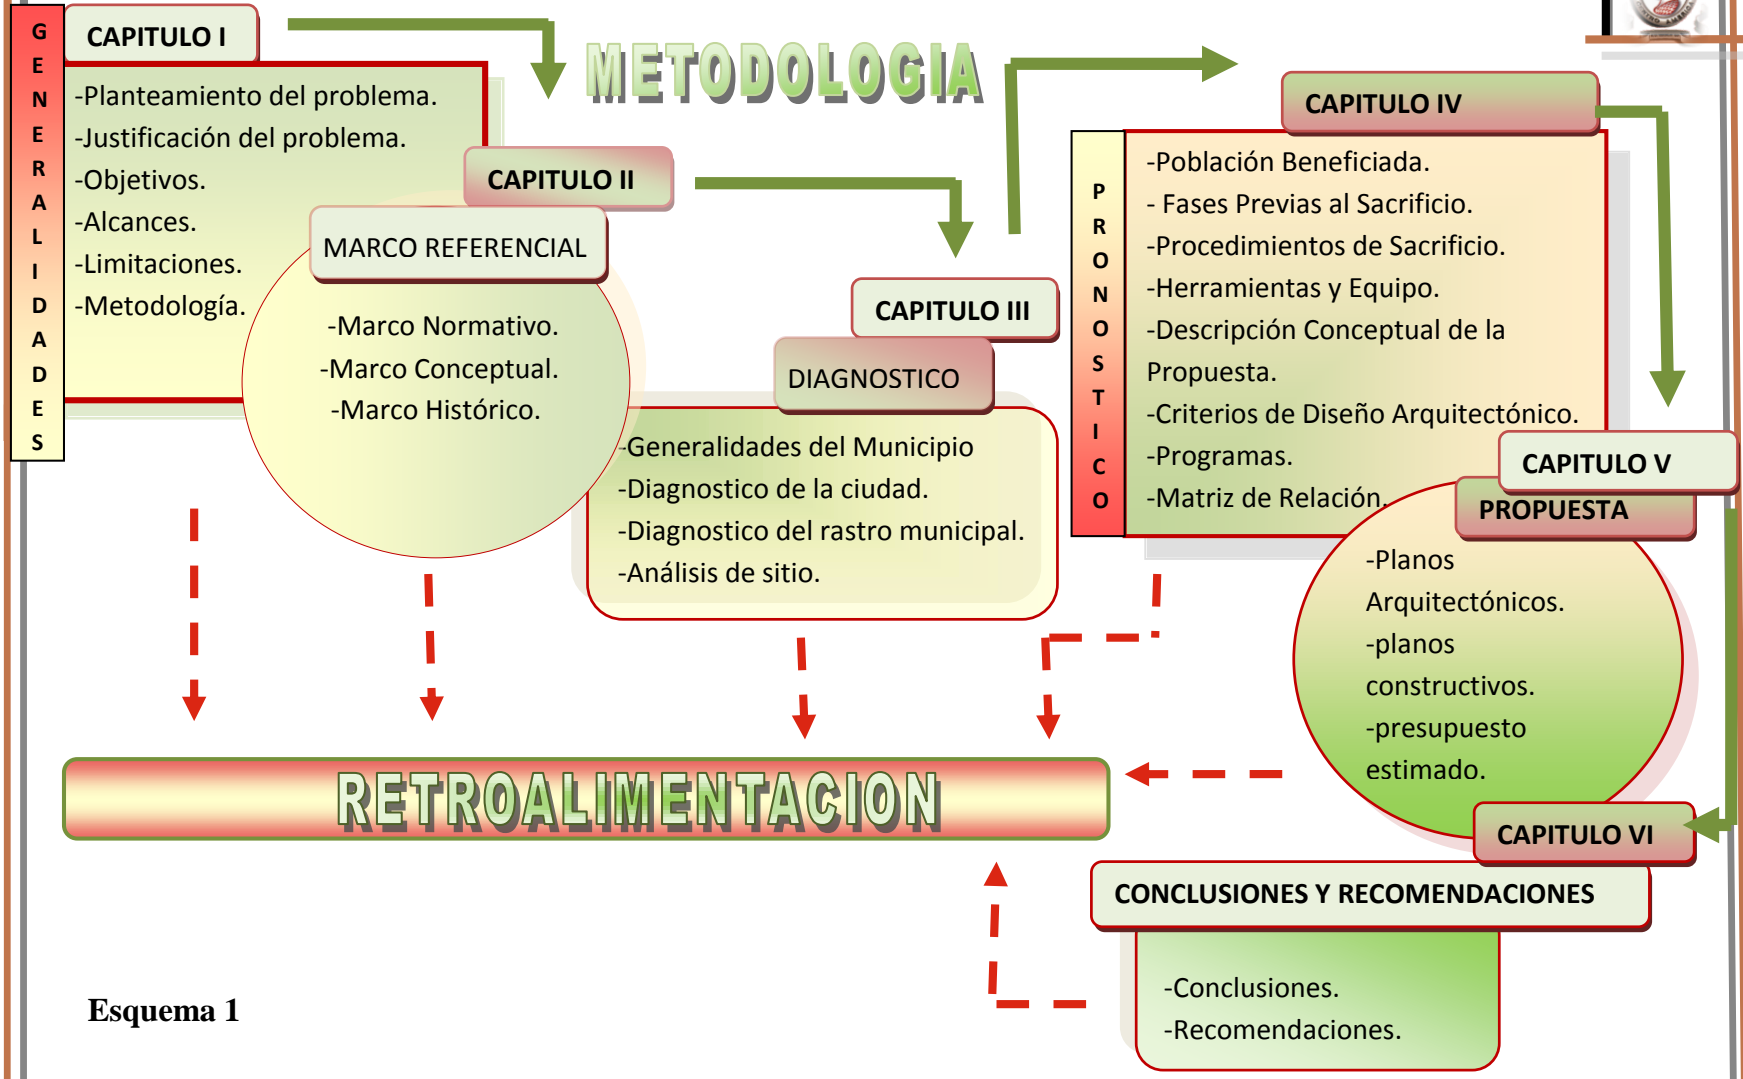 METODOLOGIA
GENERALIDADES
CAPITULO I
-Planteamiento del problema.
-Justificación del problema.
-Objetivos.
-Alcances.
-Limitaciones.
-Metodología.
CAPITULO II
MARCO REFERENCIAL
-Marco Normativo.
-Marco Conceptual.
-Marco Histórico.
CAPITULO III
DIAGNOSTICO
-Generalidades del Municipio
-Diagnostico de la ciudad.
-Diagnostico del rastro municipal.
-Análisis de sitio.
CAPITULO IV
PRONOSTICO
-Población Beneficiada.
- Fases Previas al Sacrificio.
-Procedimientos de Sacrificio.
-Herramientas y Equipo.
-Descripción Conceptual de la
Propuesta.
-Criterios de Diseño Arquitectónico.
-Programas.
-Matriz de Relación.
CAPITULO V
PROPUESTA
-Planos
Arquitectónicos.
-planos
constructivos.
-presupuesto
estimado.
CAPITULO VI
CONCLUSIONES Y RECOMENDACIONES
-Conclusiones.
-Recomendaciones.
RETROALIMENTACION
Esquema 1